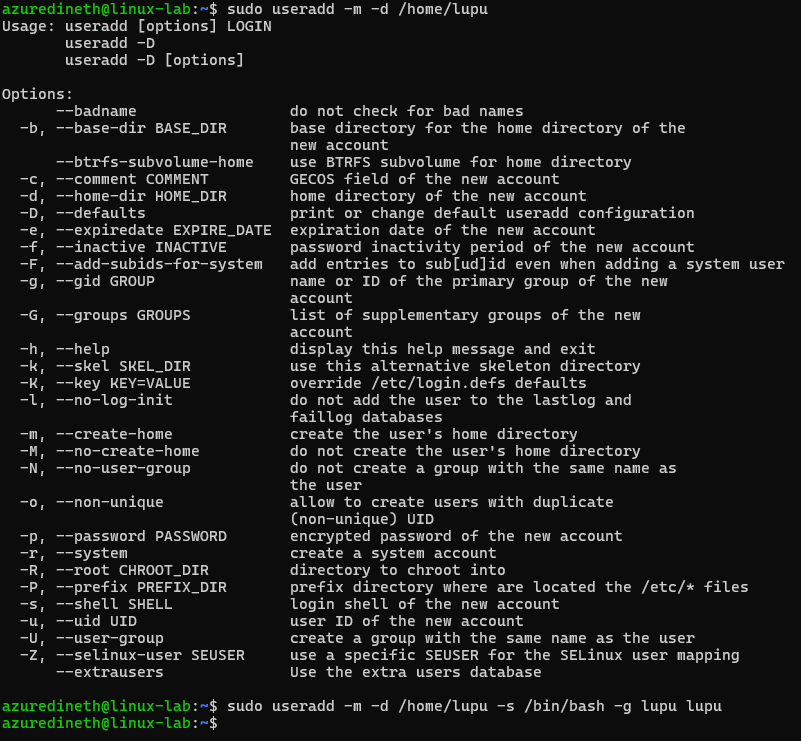 azuredineth@linux-lab:~$ sudo useradd -m -d /home/lupu
Usage: useradd [options] LOGIN
       useradd -D
       useradd -D [options]

Options:
      --badname                 do not check for bad names
  -b, --base-dir BASE_DIR       base directory for the home directory of the
                                new account
      --btrfs-subvolume-home    use BTRFS subvolume for home directory
  -c, --comment COMMENT         GECOS field of the new account
  -d, --home-dir HOME_DIR       home directory of the new account
  -D, --defaults                print or change default useradd configuration
  -e, --expiredate EXPIRE_DATE  expiration date of the new account
  -f, --inactive INACTIVE       password inactivity period of the new account
  -F, --add-subids-for-system   add entries to sub[ud]id even when adding a system user
  -g, --gid GROUP               name or ID of the primary group of the new
                                account
  -G, --groups GROUPS           list of supplementary groups of the new
                                account
  -h, --help                    display this help message and exit
  -k, --skel SKEL_DIR           use this alternative skeleton directory
  -K, --key KEY=VALUE           override /etc/login.defs defaults
  -l, --no-log-init             do not add the user to the lastlog and
                                faillog databases
  -m, --create-home             create the user's home directory
  -M, --no-create-home          do not create the user's home directory
  -N, --no-user-group           do not create a group with the same name as
                                the user
  -o, --non-unique              allow to create users with duplicate
                                (non-unique) UID
  -p, --password PASSWORD       encrypted password of the new account
  -r, --system                  create a system account
  -R, --root CHROOT_DIR         directory to chroot into
  -P, --prefix PREFIX_DIR       prefix directory where are located the /etc/* files
  -s, --shell SHELL             login shell of the new account
  -u, --uid UID                 user ID of the new account
  -U, --user-group              create a group with the same name as the user
  -Z, --selinux-user SEUSER     use a specific SEUSER for the SELinux user mapping
      --extrausers              Use the extra users database

azuredineth@linux-lab:~$ sudo useradd -m -d /home/lupu -s /bin/bash -g lupu lupu
azuredineth@linux-lab:~$